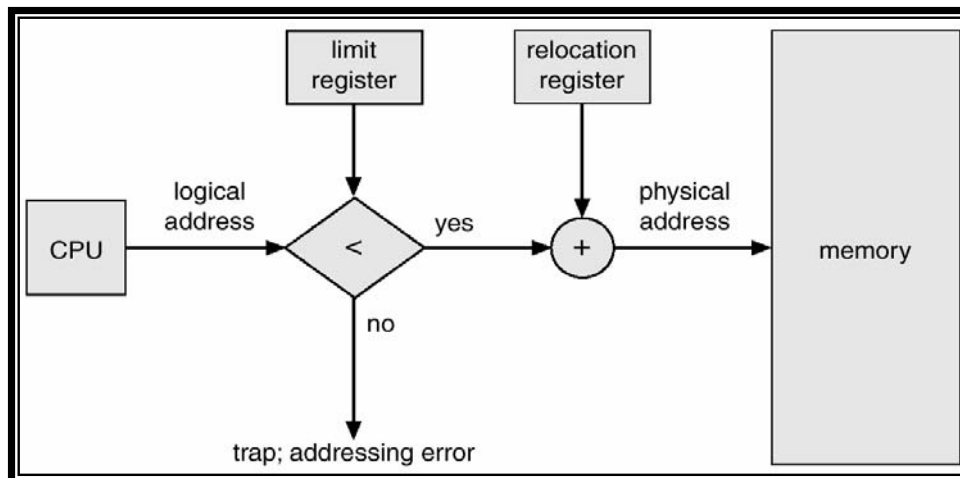 limit
register
relocation
register
logical
address
physical
address
CPU
<
yes
+
memory
no
trap; addressing error